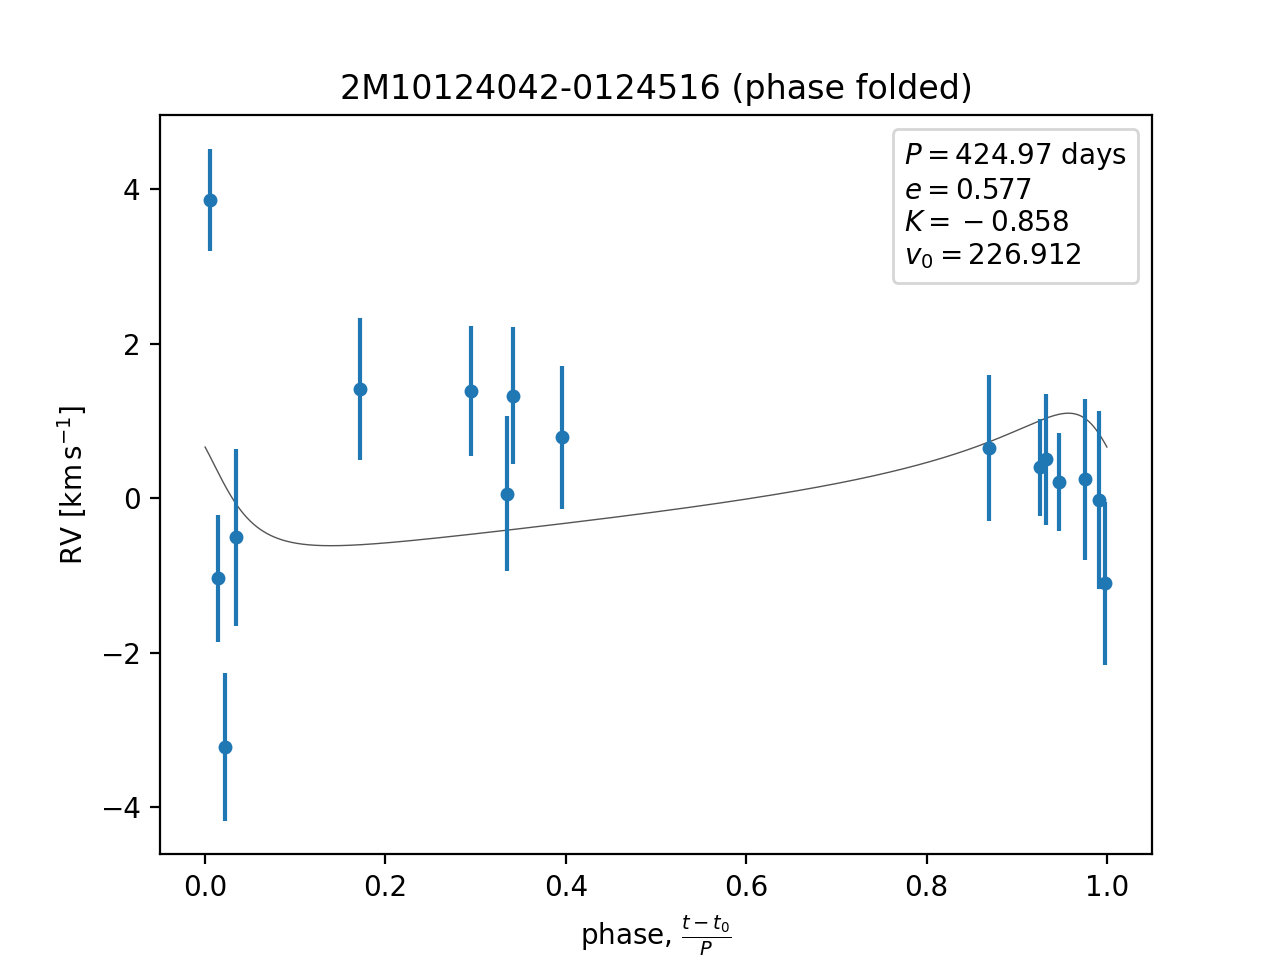 2M10124042-0124516 (phase folded)
P = 424.97 days
e = 0.577
K = −0.858
v₀ = 226.912
4
2
0
−2
−4
RV [km s⁻¹]
0.0 0.2 0.4 0.6 0.8 1.0
phase, (t − t₀)/P